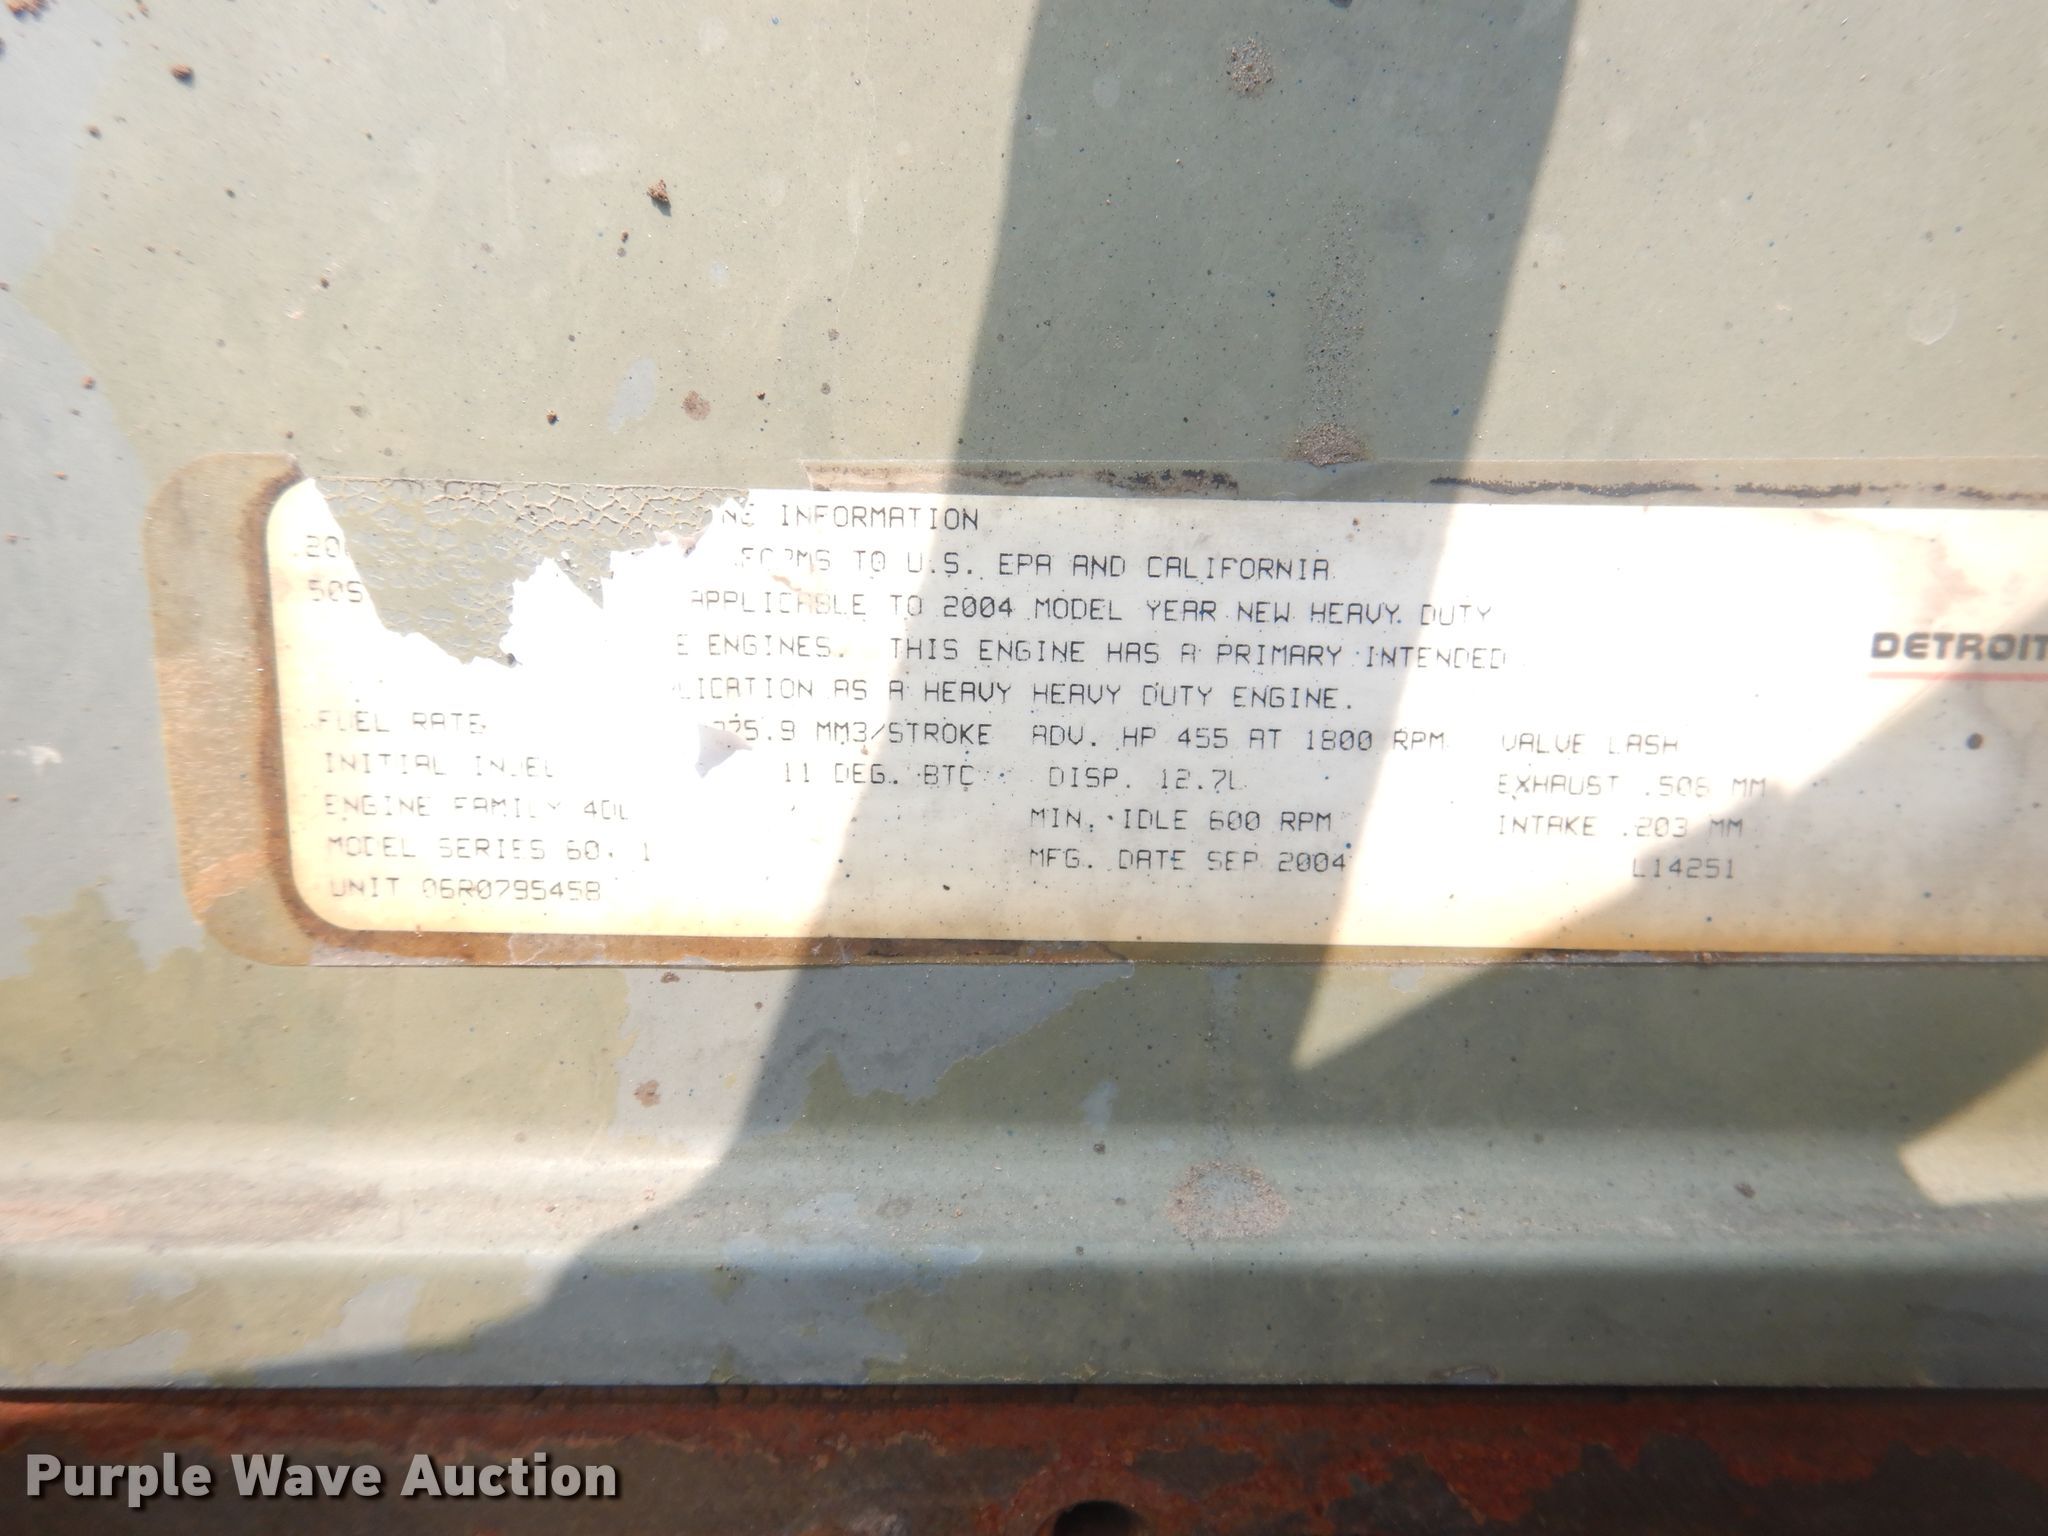 INFORMATION
TO U.S. EPA AND CALIFORNIA
APPLICABLE TO 2004 MODEL YEAR NEW HEAVY DUTY
ENGINES. THIS ENGINE HAS A PRIMARY INTENDED
AS A HEAVY HEAVY DUTY ENGINE.
FUEL RATE MM3/STROKE ADV. HP 455 AT 1800 RPM VALVE LASH
INITIAL 11 DEG. BTC DISP. 12.7L EXHAUST .508 MM
ENGINE FAMILY MIN. IDLE 600 RPM INTAKE .203 MM
MODEL SERIES 60, MFG. DATE SEP 2004 L14251
UNIT 06R0795458
DETROIT
Purple Wave Auction